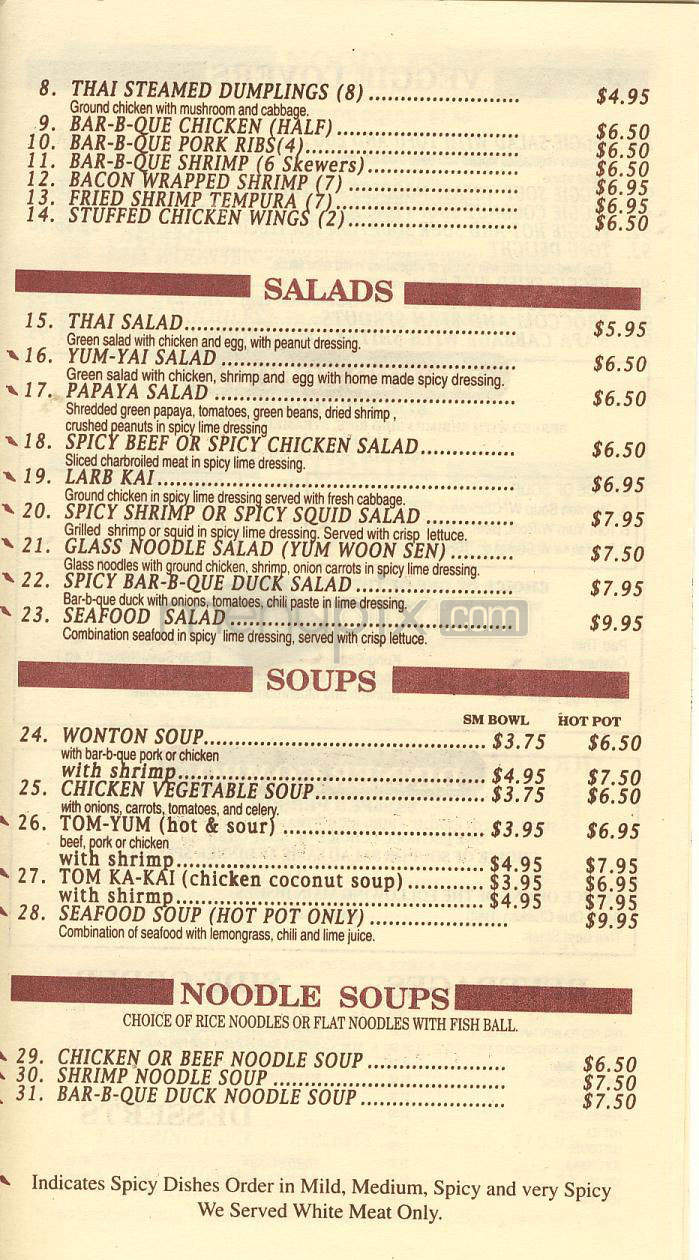 8. THAI STEAMED DUMPLINGS (8) ........................ $4.95
Ground chicken with mushroom and cabbage.
9. BAR-B-QUE CHICKEN (HALF) ........................ $6.50
10. BAR-B-QUE PORK RIBS(4)........................ $6.50
11. BAR-B-QUE SHRIMP (6 Skewers)........................ $6.50
12. BACON WRAPPED SHRIMP (7) ........................ $6.95
13. FRIED SHRIMP TEMPURA (7)........................ $6.95
14. STUFFED CHICKEN WINGS (2)........................ $6.50
SALADS
15. THAI SALAD........................ $5.95
Green salad with chicken and egg, with peanut dressing.
16. YUM-YAI SALAD ........................ $6.50
Green salad with chicken, shrimp and egg with home made spicy dressing.
17. PAPAYA SALAD ........................ $6.50
Shredded green papaya, tomatoes, green beans, dried shrimp ,
crushed peanuts in spicy lime dressing
18. SPICY BEEF OR SPICY CHICKEN SALAD............... $6.50
Sliced charbroiled meat in spicy lime dressing.
19. LARB KAI........................ $6.95
Ground chicken in spicy lime dressing served with fresh cabbage.
20. SPICY SHRIMP OR SPICY SQUID SALAD .............. $7.95
Grilled shrimp or squid in spicy lime dressing. Served with crisp lettuce.
21. GLASS NOODLE SALAD (YUM WOON SEN) .......... $7.50
Glass noodles with ground chicken, shrimp, onion carrots in spicy lime dressing.
22. SPICY BAR-B-QUE DUCK SALAD........................ $7.95
Bar-b-que duck with onions, tomatoes, chili paste in lime dressing.
23. SEAFOOD SALAD........................ $9.95
Combination seafood in spicy lime dressing, served with crisp lettuce.
menupix.com
SOUPS
SM BOWL HOT POT
24. WONTON SOUP........................ $3.75 $6.50
with bar-b-que pork or chicken
with shrimp........................ $4.95 $7.50
25. CHICKEN VEGETABLE SOUP........................ $3.75 $6.50
with onions, carrots, tomatoes, and celery.
26. TOM-YUM (hot & sour) ........................ $3.95 $6.95
beef, pork or chicken
with shrimp........................ $4.95 $7.95
27. TOM KA-KAI (chicken coconut soup)............ $3.95 $6.95
with shirmp........................ $4.95 $7.95
28. SEAFOOD SOUP (HOT POT ONLY) ........................ $9.95
Combination of seafood with lemongrass, chili and lime juice.
NOODLE SOUPS
CHOICE OF RICE NOODLES OR FLAT NOODLES WITH FISH BALL.
29. CHICKEN OR BEEF NOODLE SOUP ........................ $6.50
30. SHRIMP NOODLE SOUP ........................ $7.50
31. BAR-B-QUE DUCK NOODLE SOUP ........................ $7.50
Indicates Spicy Dishes Order in Mild, Medium, Spicy and very Spicy
We Served White Meat Only.